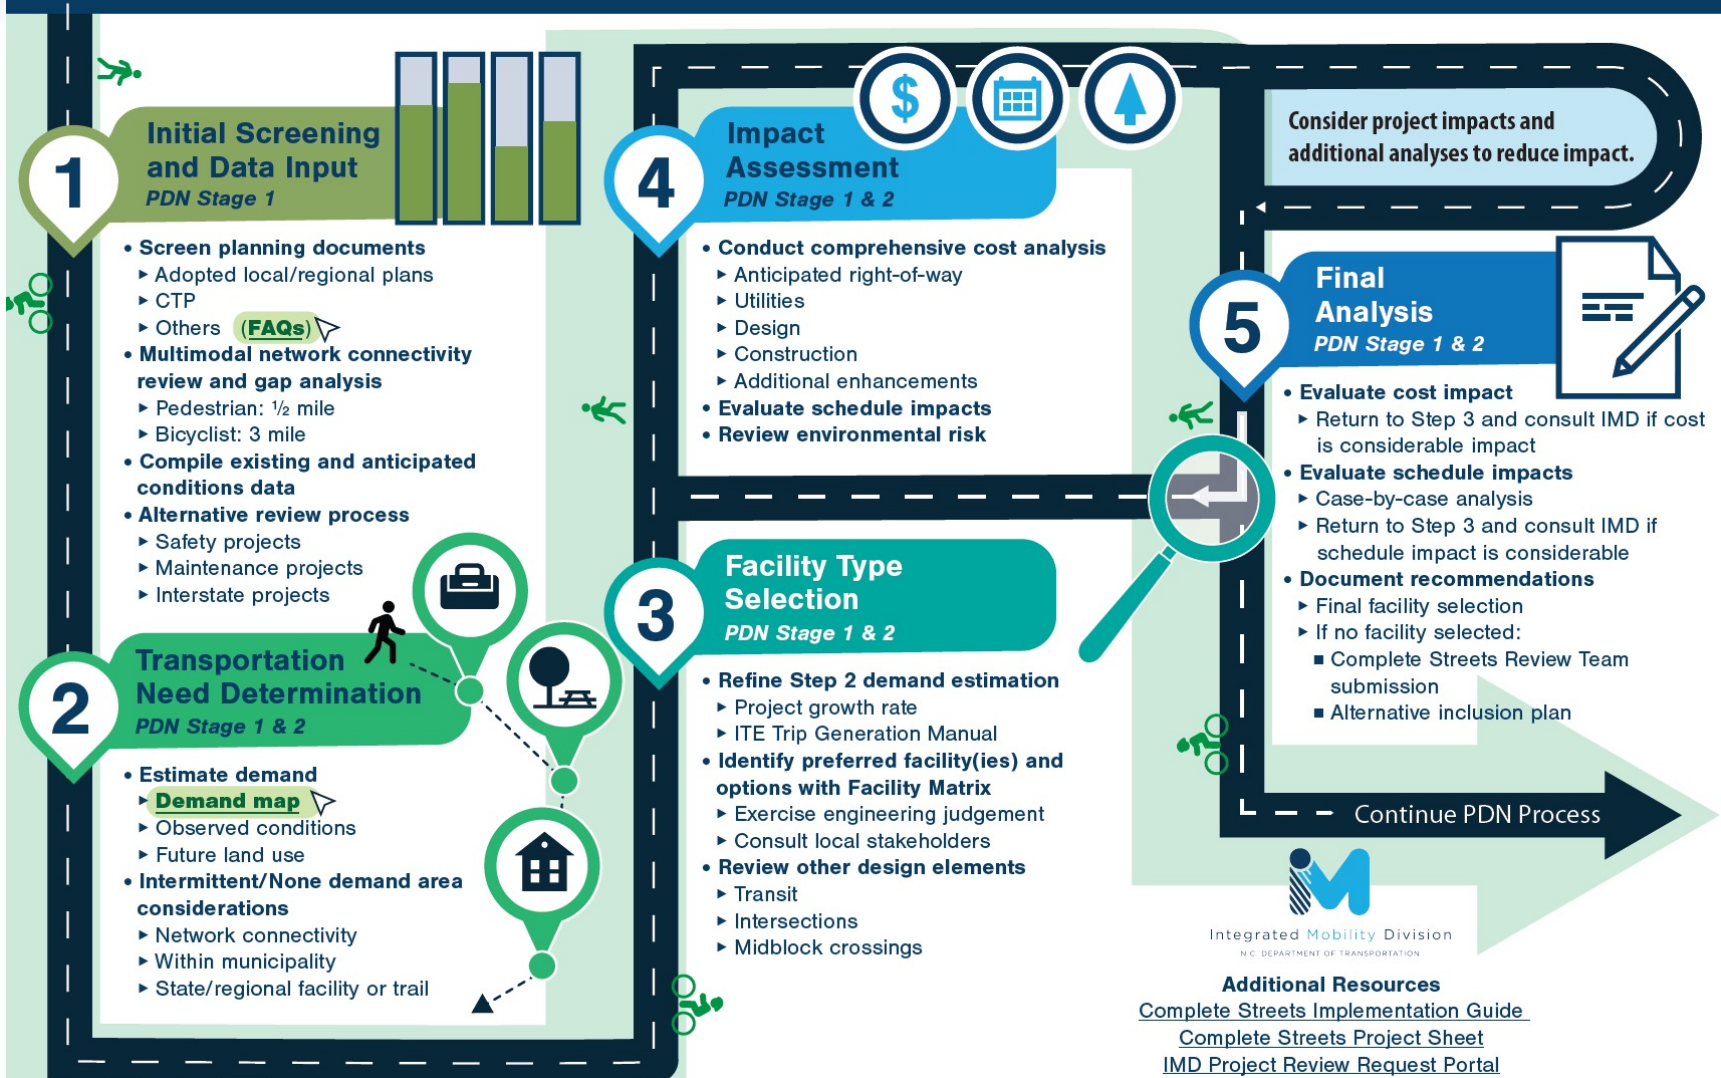 1
Initial Screening
and Data Input
PDN Stage 1
• Screen planning documents
▸ Adopted local/regional plans
▸ CTP
▸ Others (FAQs)
• Multimodal network connectivity
review and gap analysis
▸ Pedestrian: ½ mile
▸ Bicyclist: 3 mile
• Compile existing and anticipated
conditions data
• Alternative review process
▸ Safety projects
▸ Maintenance projects
▸ Interstate projects
2
Transportation
Need Determination
PDN Stage 1 & 2
• Estimate demand
▸ Demand map
▸ Observed conditions
▸ Future land use
• Intermittent/None demand area
considerations
▸ Network connectivity
▸ Within municipality
▸ State/regional facility or trail
3
Facility Type
Selection
PDN Stage 1 & 2
• Refine Step 2 demand estimation
▸ Project growth rate
▸ ITE Trip Generation Manual
• Identify preferred facility(ies) and
options with Facility Matrix
▸ Exercise engineering judgement
▸ Consult local stakeholders
• Review other design elements
▸ Transit
▸ Intersections
▸ Midblock crossings
4
Impact
Assessment
PDN Stage 1 & 2
$
• Conduct comprehensive cost analysis
▸ Anticipated right-of-way
▸ Utilities
▸ Design
▸ Construction
▸ Additional enhancements
• Evaluate schedule impacts
• Review environmental risk
Consider project impacts and
additional analyses to reduce impact.
5
Final
Analysis
PDN Stage 1 & 2
• Evaluate cost impact
▸ Return to Step 3 and consult IMD if cost
is considerable impact
• Evaluate schedule impacts
▸ Case-by-case analysis
▸ Return to Step 3 and consult IMD if
schedule impact is considerable
• Document recommendations
▸ Final facility selection
▸ If no facility selected:
■ Complete Streets Review Team
submission
■ Alternative inclusion plan
Continue PDN Process
iM
Integrated Mobility Division
N.C. DEPARTMENT OF TRANSPORTATION
Additional Resources
Complete Streets Implementation Guide
Complete Streets Project Sheet
IMD Project Review Request Portal